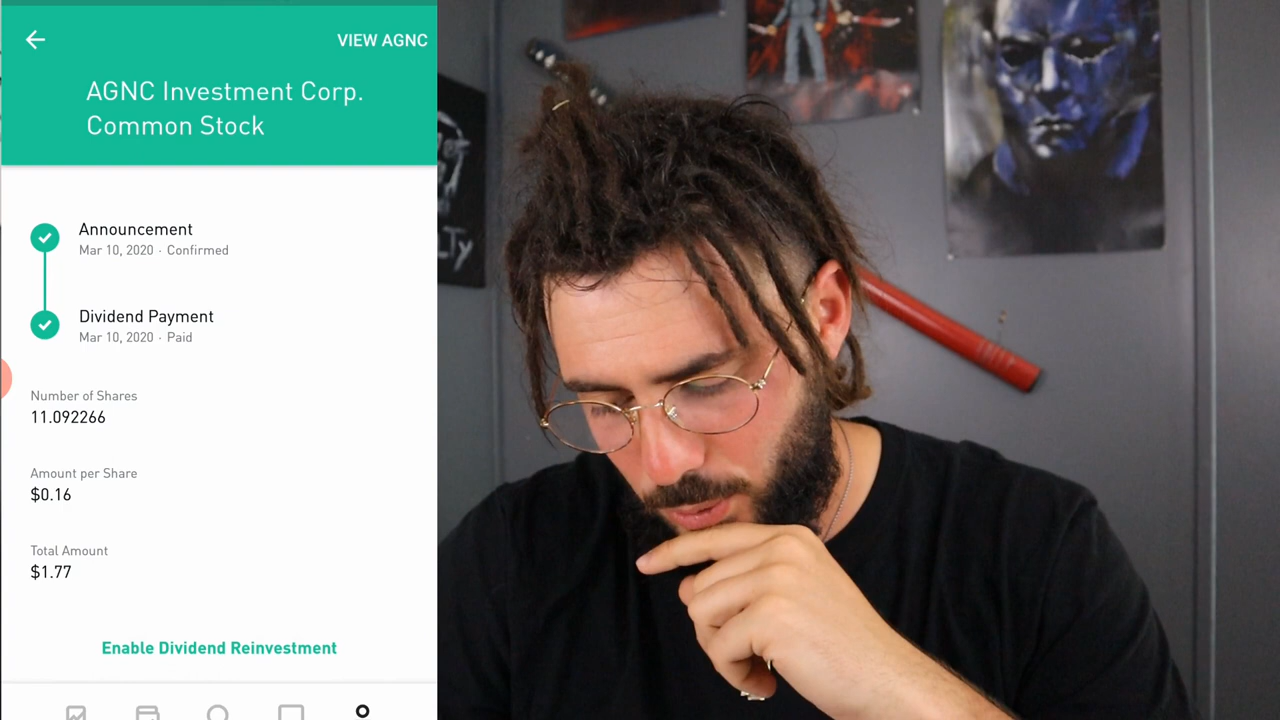 VIEW AGNC
AGNC Investment Corp.
Common Stock
Announcement
Mar 10, 2020 · Confirmed
Dividend Payment
Mar 10, 2020 · Paid
Number of Shares
11.092266
Amount per Share
$0.16
Total Amount
$1.77
Enable Dividend Reinvestment